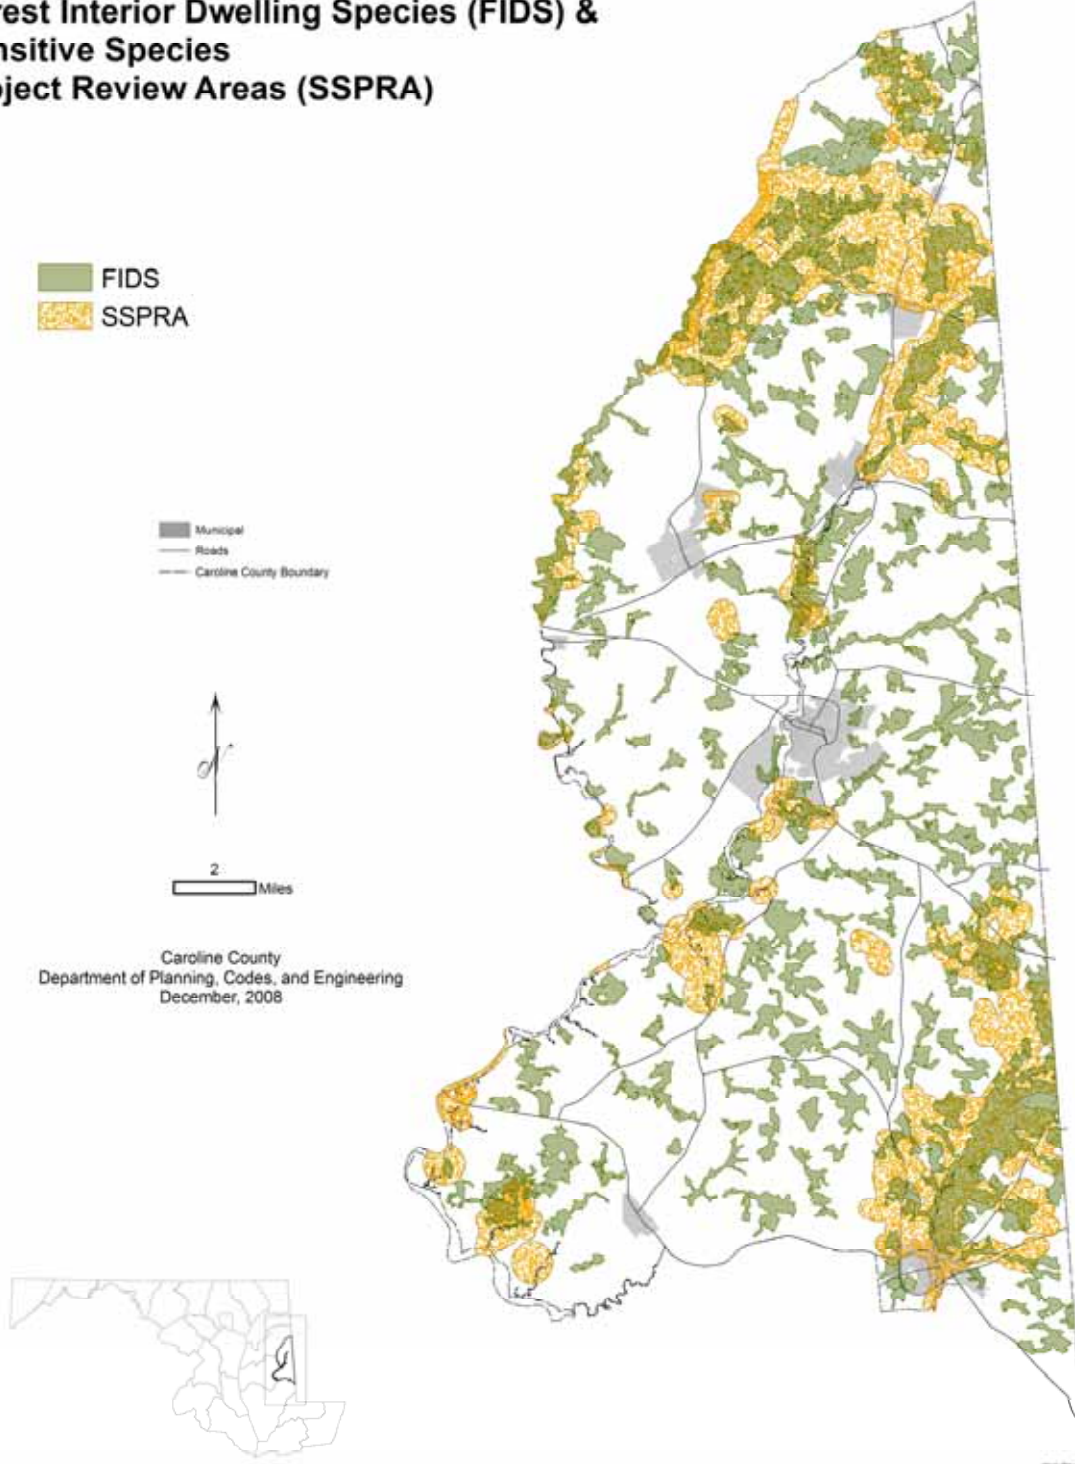 rest Interior Dwelling Species (FIDS) &
nsitive Species
oject Review Areas (SSPRA)
FIDS
SSPRA
Municipal
Roads
Caroline County Boundary
N
2
Miles
Caroline County
Department of Planning, Codes, and Engineering
December, 2008